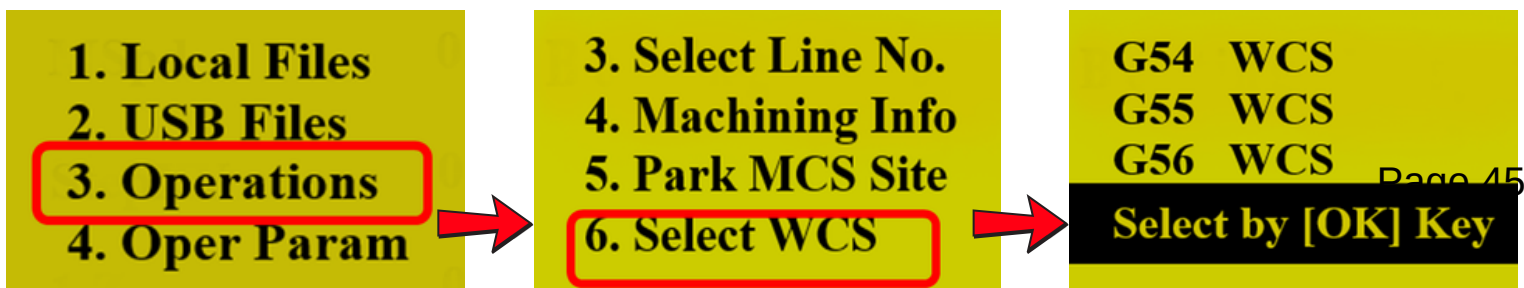 1. Local Files
2. USB Files
3. Operations
4. Oper Param
3. Select Line No.
4. Machining Info
5. Park MCS Site
6. Select WCS
G54 WCS
G55 WCS
G56 WCS
Page 45
Select by [OK] Key